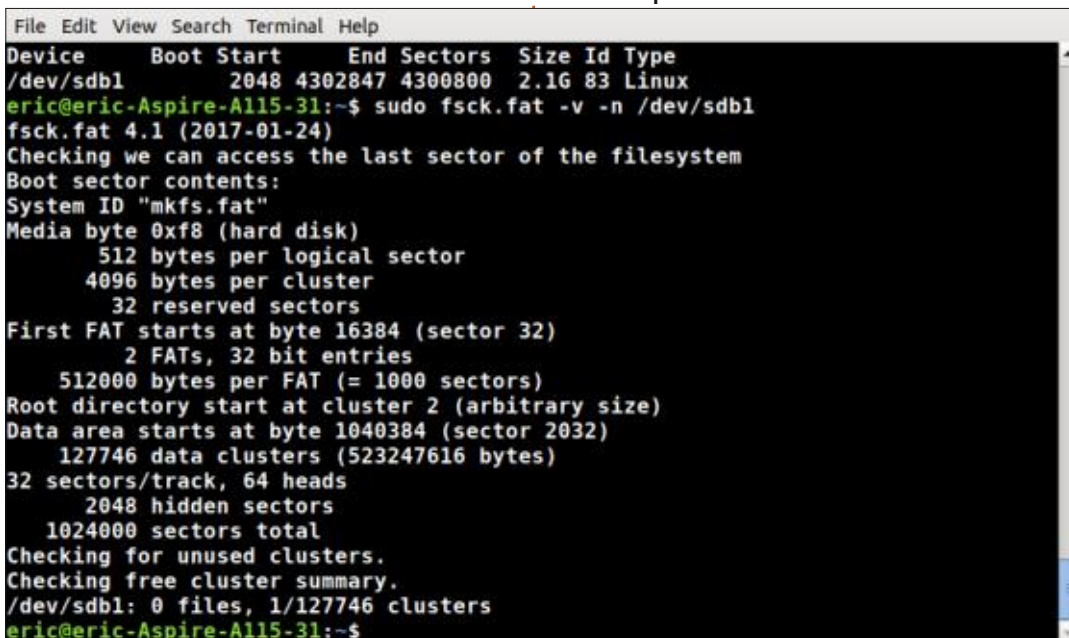 File Edit View Search Terminal Help
Device     Boot Start     End Sectors  Size Id Type
/dev/sdb1        2048 4302847 4300800  2.1G 83 Linux
eric@eric-Aspire-A115-31:~$ sudo fsck.fat -v -n /dev/sdb1
fsck.fat 4.1 (2017-01-24)
Checking we can access the last sector of the filesystem
Boot sector contents:
System ID "mkfs.fat"
Media byte 0xf8 (hard disk)
       512 bytes per logical sector
      4096 bytes per cluster
        32 reserved sectors
First FAT starts at byte 16384 (sector 32)
         2 FATs, 32 bit entries
    512000 bytes per FAT (= 1000 sectors)
Root directory start at cluster 2 (arbitrary size)
Data area starts at byte 1040384 (sector 2032)
    127746 data clusters (523247616 bytes)
32 sectors/track, 64 heads
      2048 hidden sectors
   1024000 sectors total
Checking for unused clusters.
Checking free cluster summary.
/dev/sdb1: 0 files, 1/127746 clusters
eric@eric-Aspire-A115-31:~$